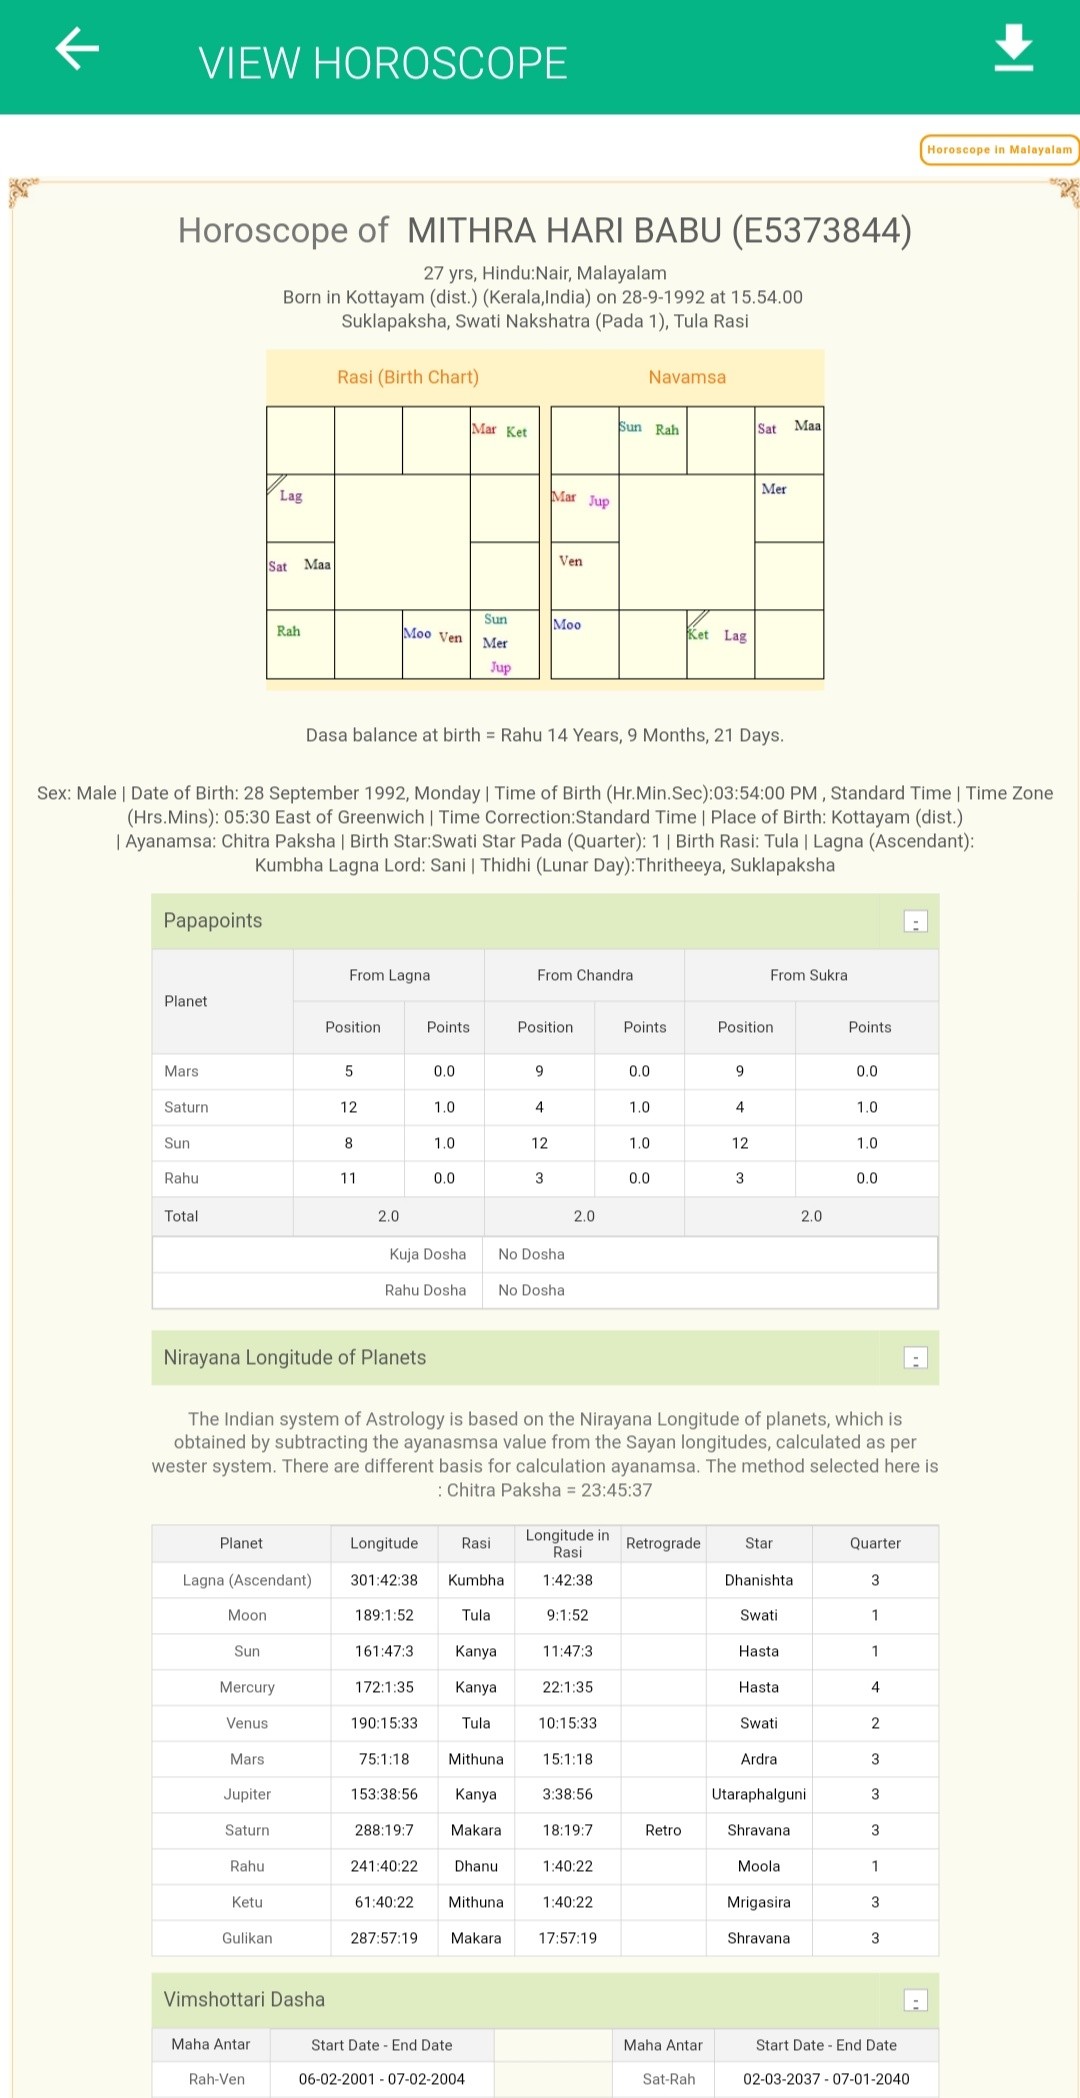 VIEW HOROSCOPE
Horoscope in Malayalam
Horoscope of MITHRA HARI BABU (E5373844)
27 yrs, Hindu:Nair, Malayalam
Born in Kottayam (dist.) (Kerala,India) on 28-9-1992 at 15.54.00
Suklapaksha, Swati Nakshatra (Pada 1), Tula Rasi
Rasi (Birth Chart) Navamsa
Mar Ket Sun Rah Sat Maa
Lag Mar Jup Mer
Sat Maa Ven
Rah Moo Ven Sun Mer Jup Moo Ket Lag
Dasa balance at birth = Rahu 14 Years, 9 Months, 21 Days.
Sex: Male | Date of Birth: 28 September 1992, Monday | Time of Birth (Hr.Min.Sec):03:54:00 PM , Standard Time | Time Zone
(Hrs.Mins): 05:30 East of Greenwich | Time Correction:Standard Time | Place of Birth: Kottayam (dist.)
| Ayanamsa: Chitra Paksha | Birth Star:Swati Star Pada (Quarter): 1 | Birth Rasi: Tula | Lagna (Ascendant):
Kumbha Lagna Lord: Sani | Thidhi (Lunar Day):Thritheeya, Suklapaksha
Papapoints
Planet From Lagna From Chandra From Sukra
Position Points Position Points Position Points
Mars 5 0.0 9 0.0 9 0.0
Saturn 12 1.0 4 1.0 4 1.0
Sun 8 1.0 12 1.0 12 1.0
Rahu 11 0.0 3 0.0 3 0.0
Total 2.0 2.0 2.0
Kuja Dosha No Dosha
Rahu Dosha No Dosha
Nirayana Longitude of Planets
The Indian system of Astrology is based on the Nirayana Longitude of planets, which is
obtained by subtracting the ayanasmsa value from the Sayan longitudes, calculated as per
wester system. There are different basis for calculation ayanamsa. The method selected here is
: Chitra Paksha = 23:45:37
Planet Longitude Rasi Longitude in Rasi Retrograde Star Quarter
Lagna (Ascendant) 301:42:38 Kumbha 1:42:38 Dhanishta 3
Moon 189:1:52 Tula 9:1:52 Swati 1
Sun 161:47:3 Kanya 11:47:3 Hasta 1
Mercury 172:1:35 Kanya 22:1:35 Hasta 4
Venus 190:15:33 Tula 10:15:33 Swati 2
Mars 75:1:18 Mithuna 15:1:18 Ardra 3
Jupiter 153:38:56 Kanya 3:38:56 Utaraphalguni 3
Saturn 288:19:7 Makara 18:19:7 Retro Shravana 3
Rahu 241:40:22 Dhanu 1:40:22 Moola 1
Ketu 61:40:22 Mithuna 1:40:22 Mrigasira 3
Gulikan 287:57:19 Makara 17:57:19 Shravana 3
Vimshottari Dasha
Maha Antar Start Date - End Date Maha Antar Start Date - End Date
Rah-Ven 06-02-2001 - 07-02-2004 Sat-Rah 02-03-2037 - 07-01-2040